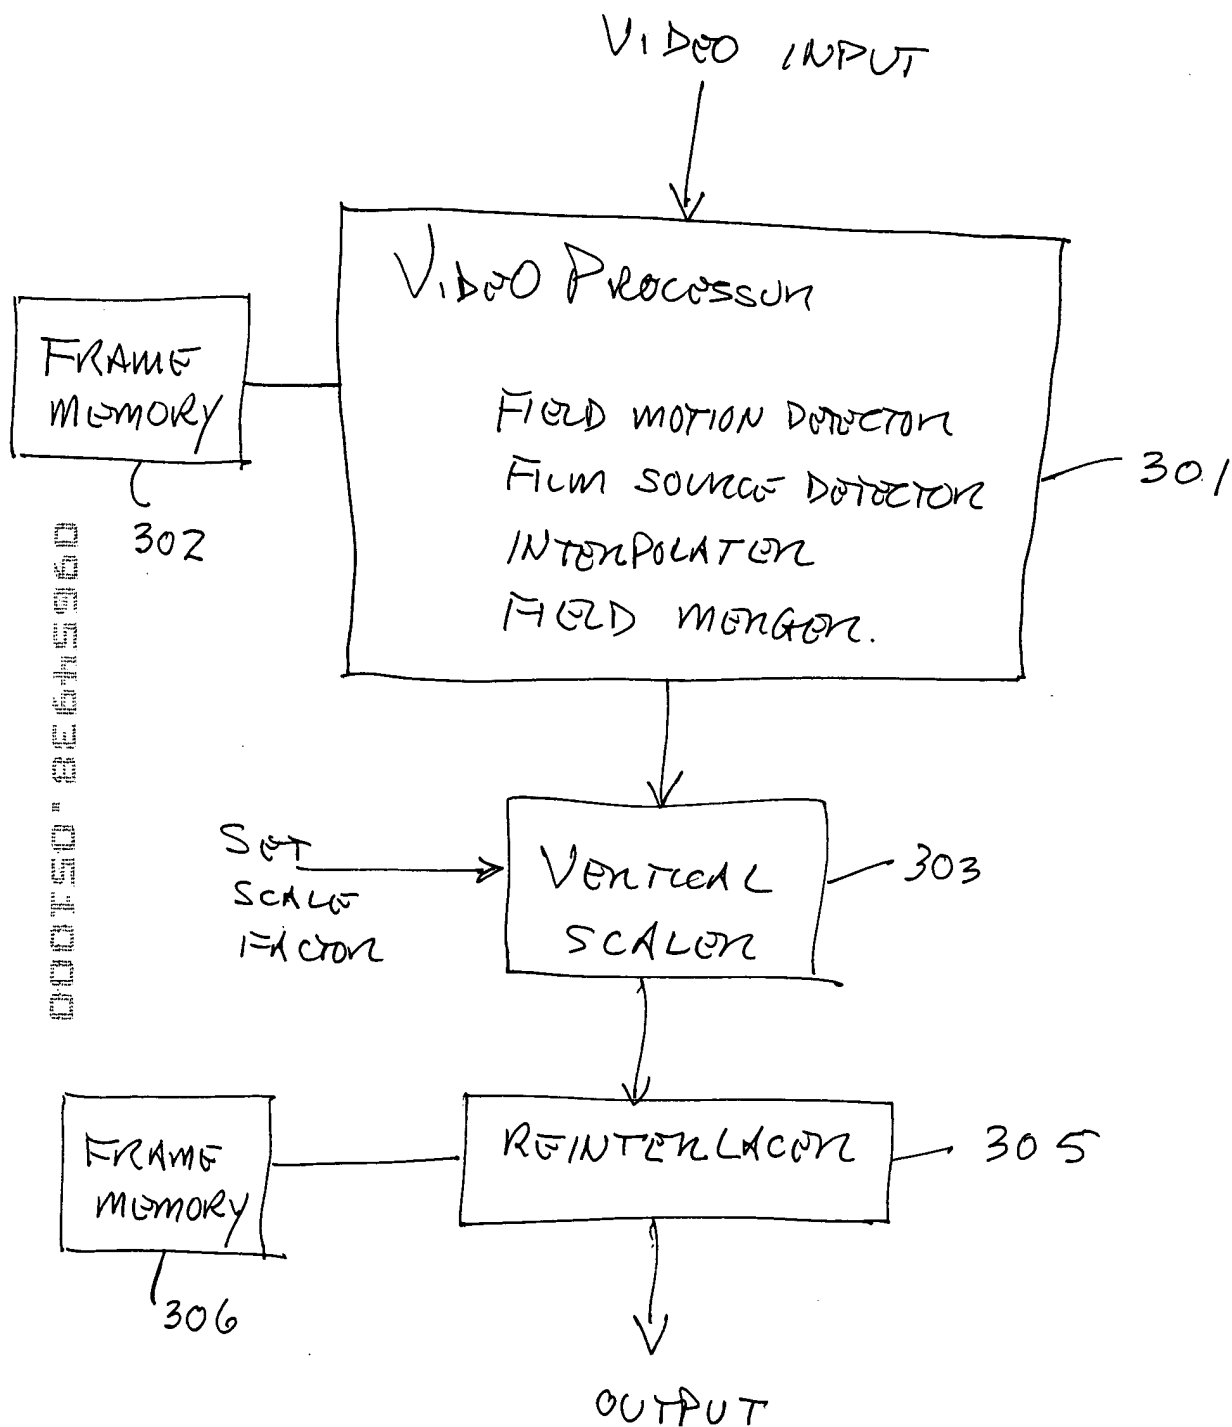 VIDEO INPUT
VIDEO PROCESSOR
FRAME
MEMORY
302
FIELD MOTION DETECTOR
FILM SOURCE DETECTOR
INTERPOLATER
FIELD MERGER.
301
SET
SCALE
FACTOR
VERTICAL
SCALER
303
FRAME
MEMORY
306
REINTERLACER
305
OUTPUT